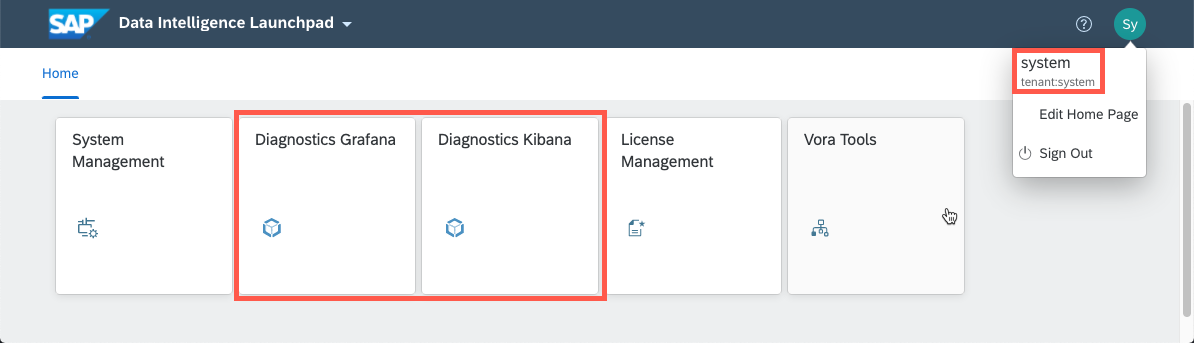 SAP Data Intelligence Launchpad
Sy
system
tenant:system
Edit Home Page
Sign Out
Home
System Management
Diagnostics Grafana
Diagnostics Kibana
License Management
Vora Tools